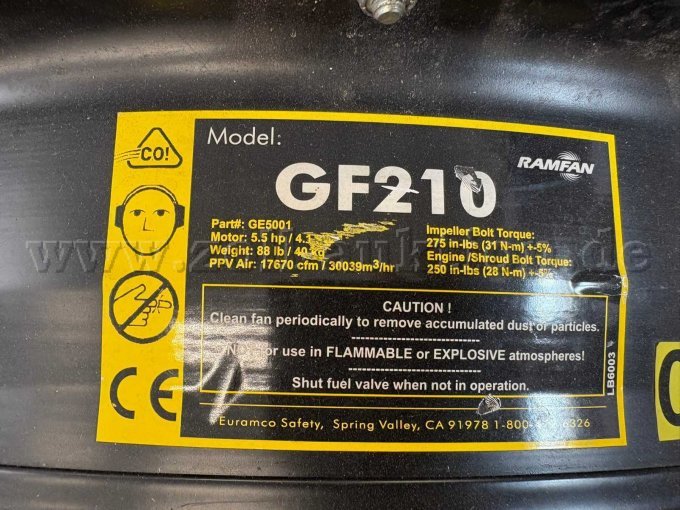 CO!
Model:
GF210
RAMFAN
Part#: GE5001
Motor: 5.5 hp / 4.
Weight: 88 lb / 40 kg
PPV Air: 17670 cfm / 30039m³/hr
Impeller Bolt Torque:
275 in-lbs (31 N-m) +-5%
Engine /Shroud Bolt Torque:
250 in-lbs (28 N-m) +-5%
CAUTION !
Clean fan periodically to remove accumulated dust or particles.
---------------------------
for use in FLAMMABLE or EXPLOSIVE atmospheres!
---------------------------
Shut fuel valve when not in operation.
LB6003
CE
Euramco Safety, Spring Valley, CA 91978 1-800- 6326